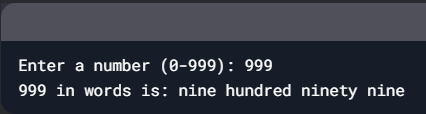 Enter a number (0-999): 999
999 in words is: nine hundred ninety nine